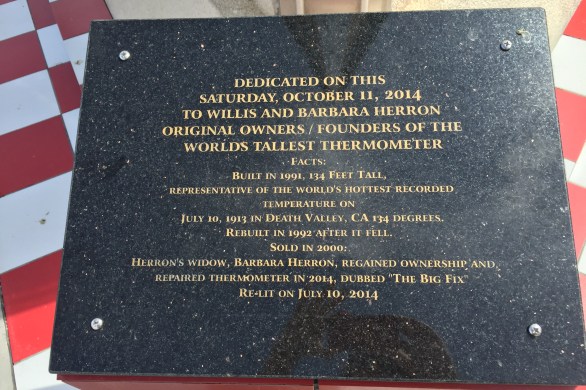 DEDICATED ON THIS
SATURDAY, OCTOBER 11, 2014
TO WILLIS AND BARBARA HERRON
ORIGINAL OWNERS / FOUNDERS OF THE
WORLD'S TALLEST THERMOMETER
FACTS:
BUILT IN 1991, 134 FEET TALL,
REPRESENTATIVE OF THE WORLD'S HOTTEST RECORDED
TEMPERATURE ON
JULY 10, 1913 IN DEATH VALLEY, CA 134 DEGREES.
REBUILT IN 1992 AFTER IT FELL.
SOLD IN 2000:
HERRON'S WIDOW, BARBARA HERRON, REGAINED OWNERSHIP AND
REPAIRED THERMOMETER IN 2014, DUBBED "THE BIG FIX"
RE-LIT ON JULY 10, 2014